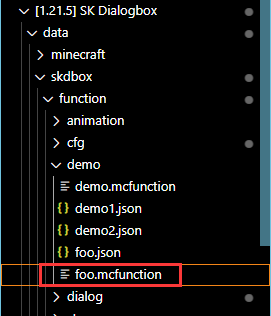 [1.21.5] SK Dialogbox
data
minecraft
skdbox
function
animation
cfg
demo
demo.mcfunction
{} demo1.json
{} demo2.json
{} foo.json
foo.mcfunction
dialog